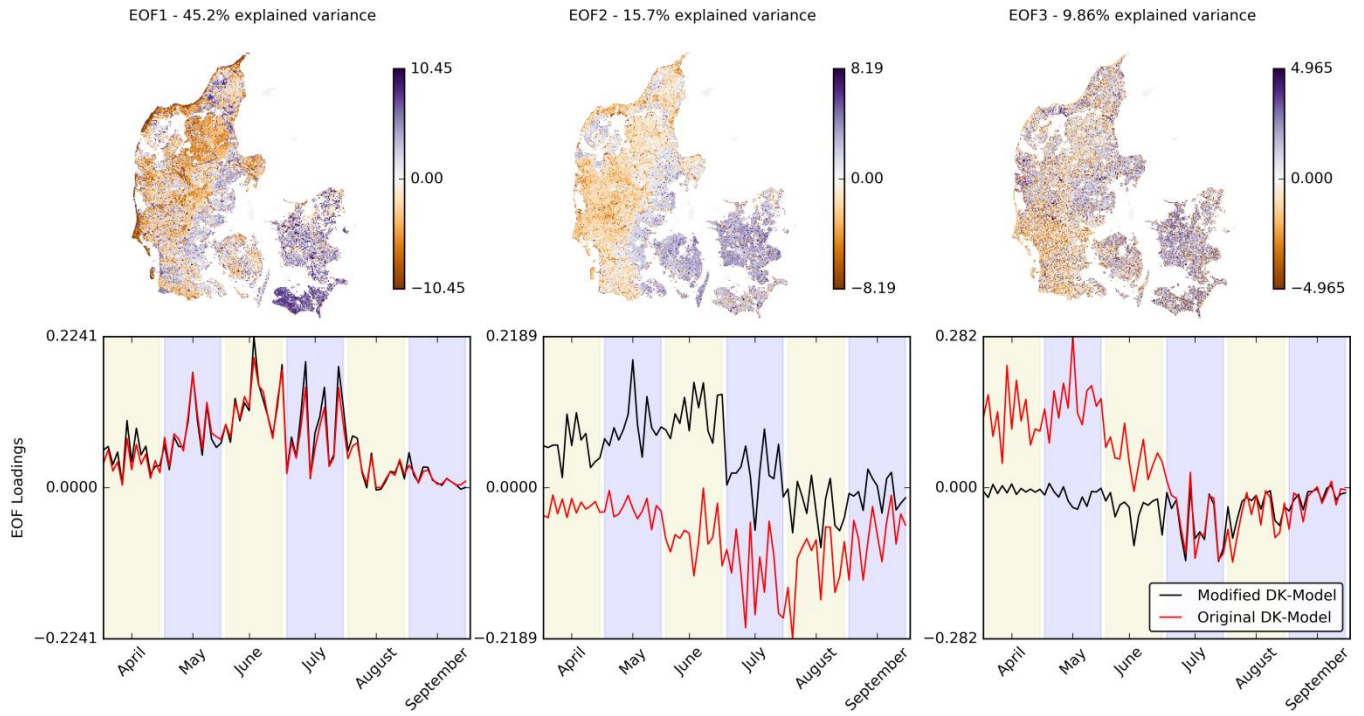 EOF1 - 45.2% explained variance
EOF2 - 15.7% explained variance
EOF3 - 9.86% explained variance
10.45
0.00
−10.45
8.19
0.00
−8.19
4.965
0.000
−4.965
EOF Loadings
0.2241
0.0000
−0.2241
April
May
June
July
August
September
0.2189
0.0000
−0.2189
April
May
June
July
August
September
0.282
0.000
−0.282
April
May
June
July
August
September
Modified DK-Model
Original DK-Model